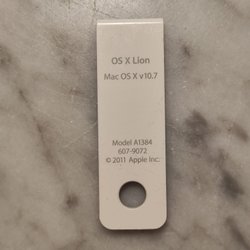 OS X Lion
Mac OS X v10.7
Model A1384
607-9072
© 2011 Apple Inc.